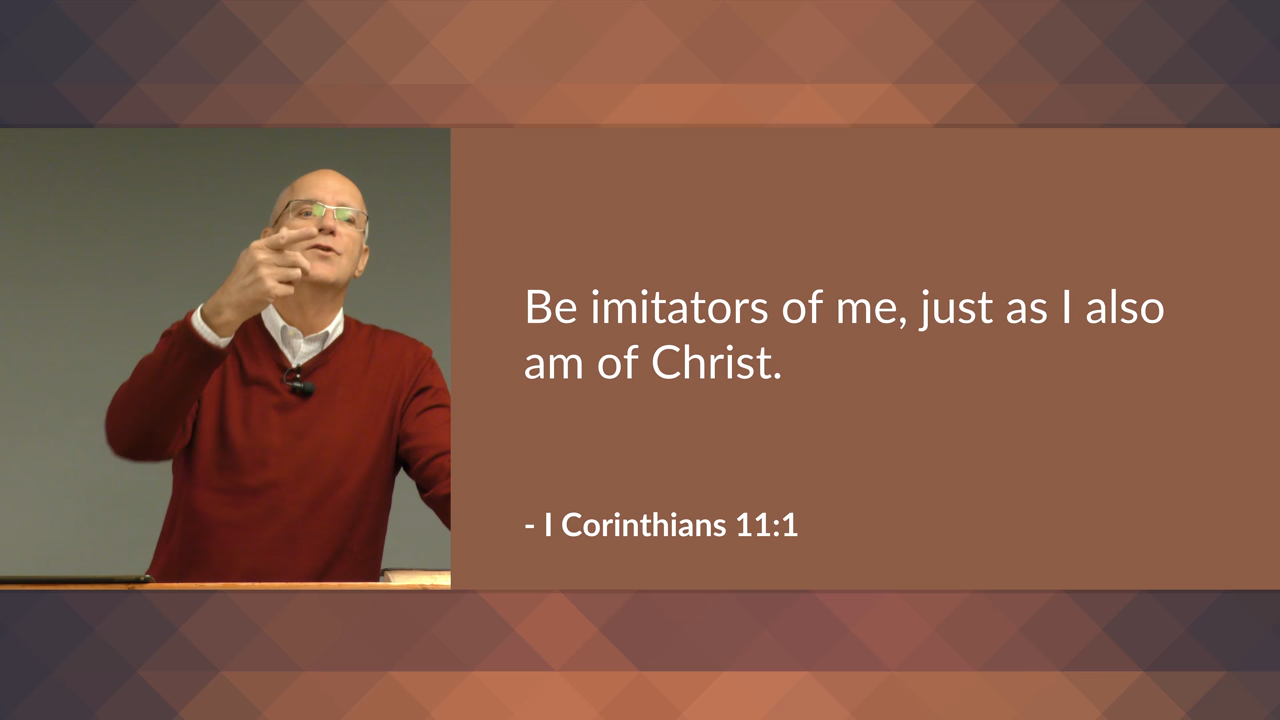 Be imitators of me, just as I also
am of Christ.
- I Corinthians 11:1